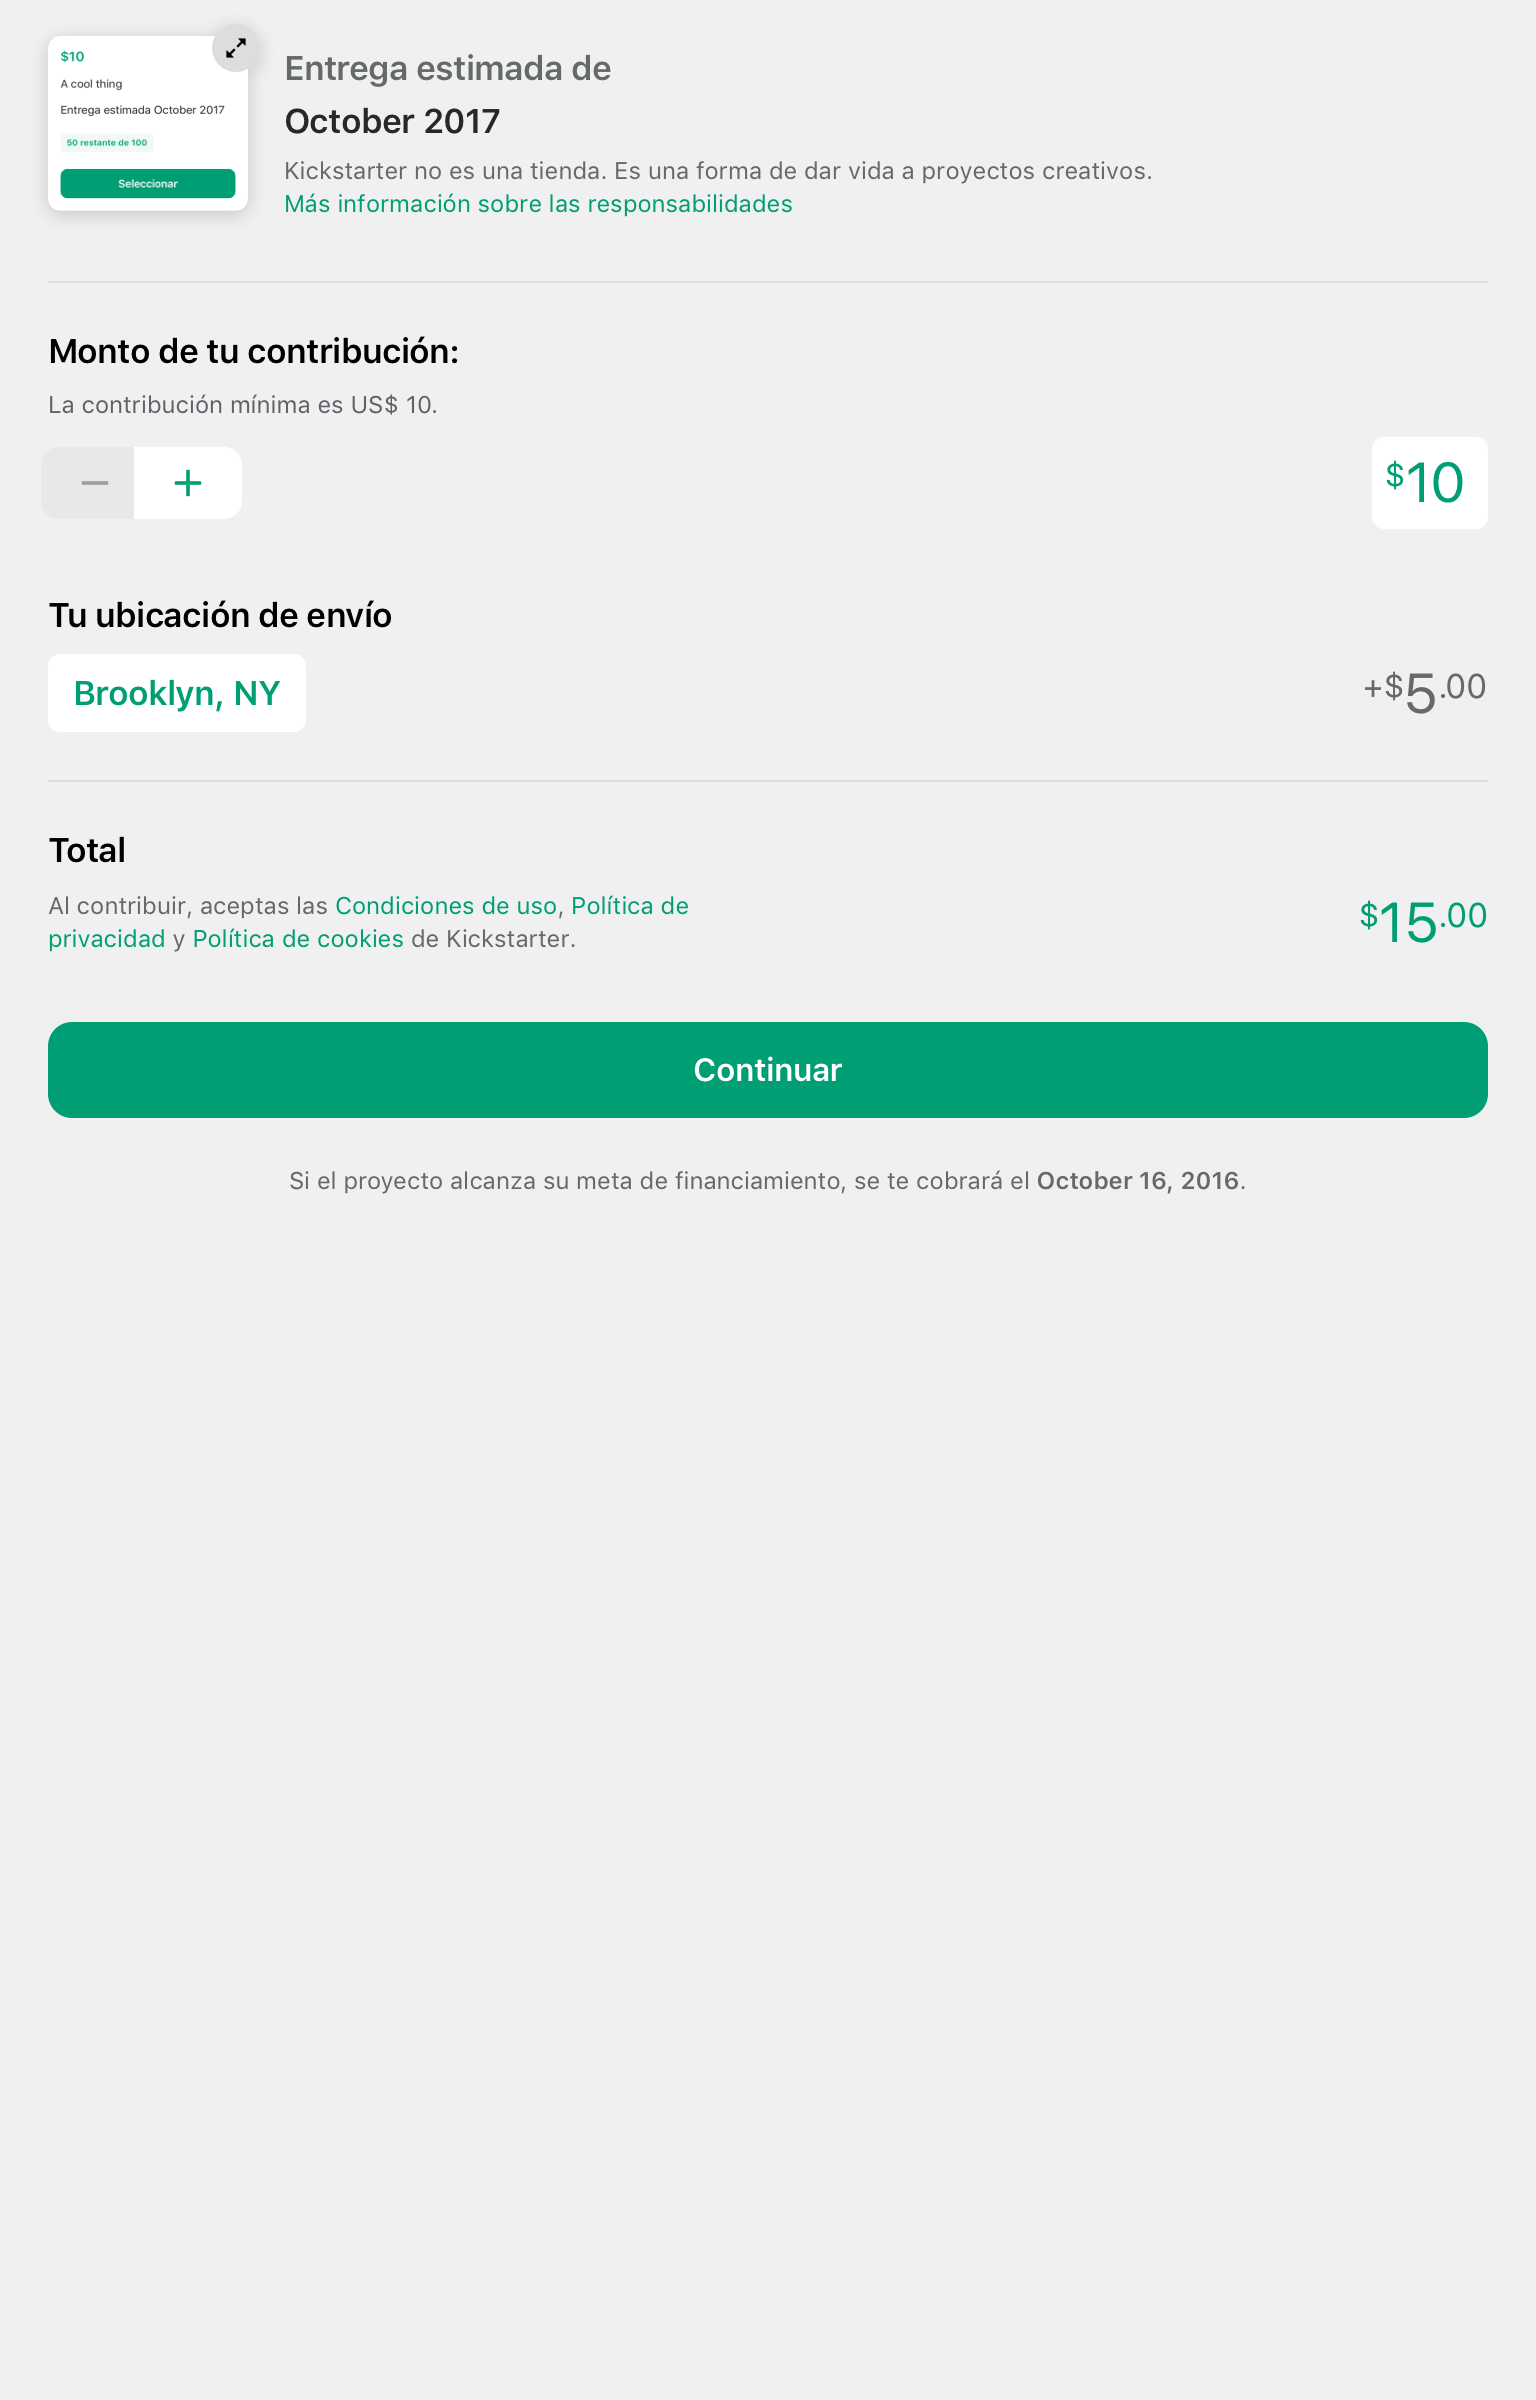 $10
A cool thing
Entrega estimada October 2017
50 restante de 100
Seleccionar
Entrega estimada de
October 2017
Kickstarter no es una tienda. Es una forma de dar vida a proyectos creativos.
Más información sobre las responsabilidades
Monto de tu contribución:
La contribución mínima es US$ 10.
$10
Tu ubicación de envío
Brooklyn, NY
+$5.00
Total
Al contribuir, aceptas las Condiciones de uso, Política de
privacidad y Política de cookies de Kickstarter.
$15.00
Continuar
Si el proyecto alcanza su meta de financiamiento, se te cobrará el October 16, 2016.